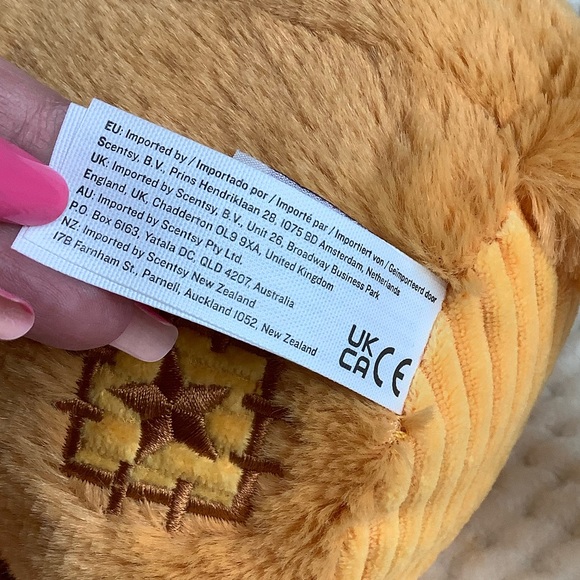 EU: Imported by / Importado por / Importé par / Importiert von / Geïmporteerd door
Scentsy, B.V., Prins Hendriklaan 28, 1075 BD Amsterdam, Netherlands
UK: Imported by Scentsy, B.V., Unit 26, Broadway Business Park
England, UK, Chadderton OL9 9XA, United Kingdom
AU: Imported by Scentsy Pty Ltd.
P.O. Box 6163, Yatala DC, QLD 4207, Australia
NZ: Imported by Scentsy New Zealand
17B Farnham St., Parnell, Auckland 1052, New Zealand
UK
CA CE